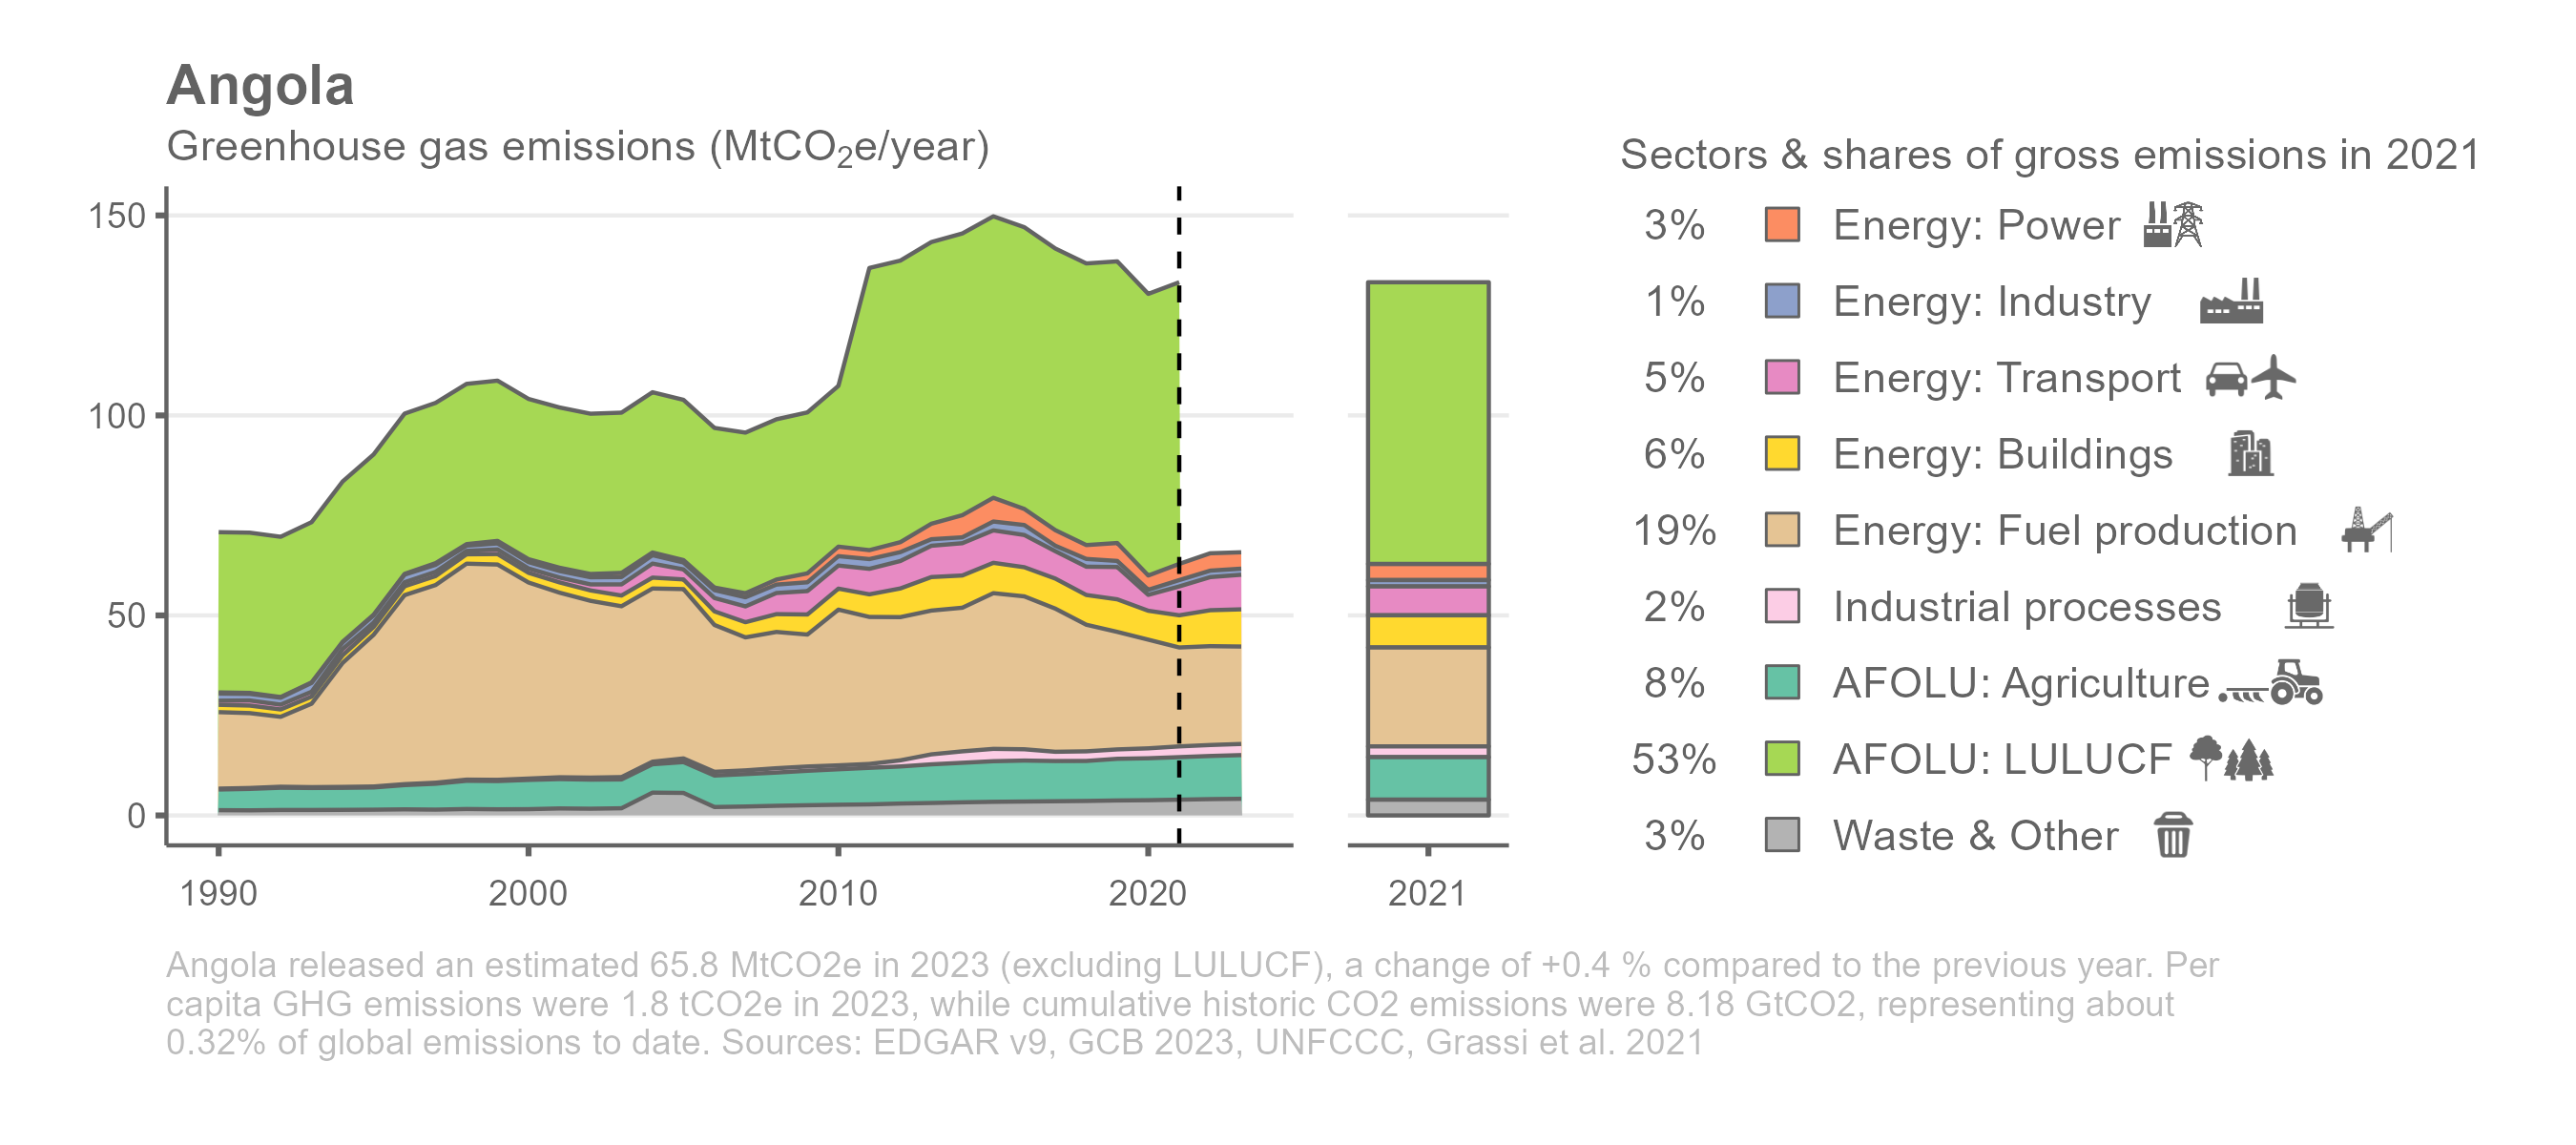 Angola
Greenhouse gas emissions (MtCO₂e/year)
150
100
50
0
1990 2000 2010 2020
2021
Sectors & shares of gross emissions in 2021
3% Energy: Power
1% Energy: Industry
5% Energy: Transport
6% Energy: Buildings
19% Energy: Fuel production
2% Industrial processes
8% AFOLU: Agriculture
53% AFOLU: LULUCF
3% Waste & Other
Angola released an estimated 65.8 MtCO2e in 2023 (excluding LULUCF), a change of +0.4 % compared to the previous year. Per
capita GHG emissions were 1.8 tCO2e in 2023, while cumulative historic CO2 emissions were 8.18 GtCO2, representing about
0.32% of global emissions to date. Sources: EDGAR v9, GCB 2023, UNFCCC, Grassi et al. 2021